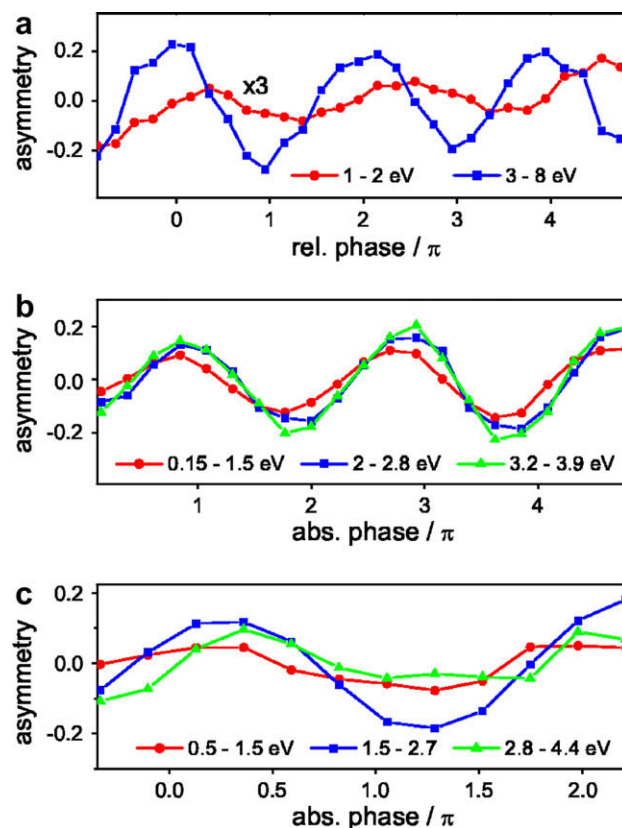 a
asymmetry
0.2
0.0
-0.2
x3
1 - 2 eV 3 - 8 eV
0 1 2 3 4
rel. phase / π
b
asymmetry
0.2
0.0
-0.2
0.15 - 1.5 eV 2 - 2.8 eV 3.2 - 3.9 eV
1 2 3 4
abs. phase / π
c
asymmetry
0.2
0.0
-0.2
0.5 - 1.5 eV 1.5 - 2.7 2.8 - 4.4 eV
0.0 0.5 1.0 1.5 2.0
abs. phase / π